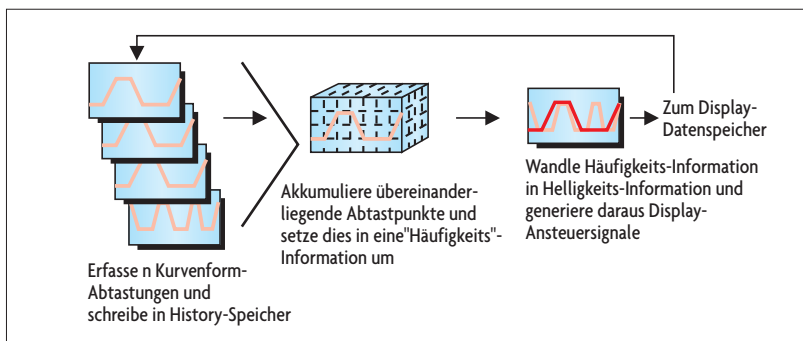 Erfasse n Kurvenform-
Abtastungen und
schreibe in History-Speicher
Akkumuliere übereinander-
liegende Abtastpunkte und
setze dies in eine"Häufigkeits"-
Information um
Wandle Häufigkeits-Information
in Helligkeits-Information und
generiere daraus Display-
Ansteuersignale
Zum Display-
Datenspeicher